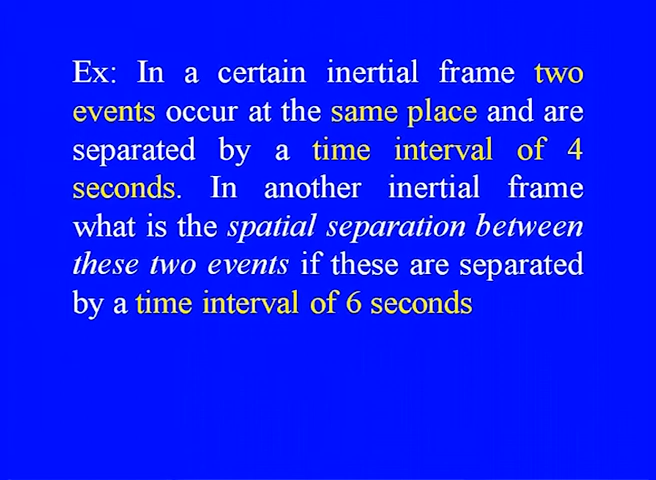 Ex: In a certain inertial frame two
events occur at the same place and are
separated by a time interval of 4
seconds. In another inertial frame
what is the spatial separation between
these two events if these are separated
by a time interval of 6 seconds